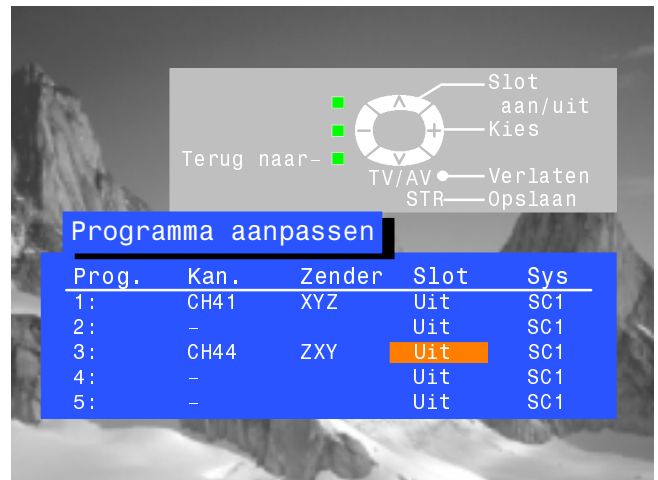 Slot
aan/uit
Kies
Terug naar–
TV/AV Verlaten
STR Opslaan
Programma aanpassen
Prog. Kan. Zender Slot Sys
1: CH41 XYZ Uit SC1
2: – Uit SC1
3: CH44 ZXY Uit SC1
4: – Uit SC1
5: – Uit SC1